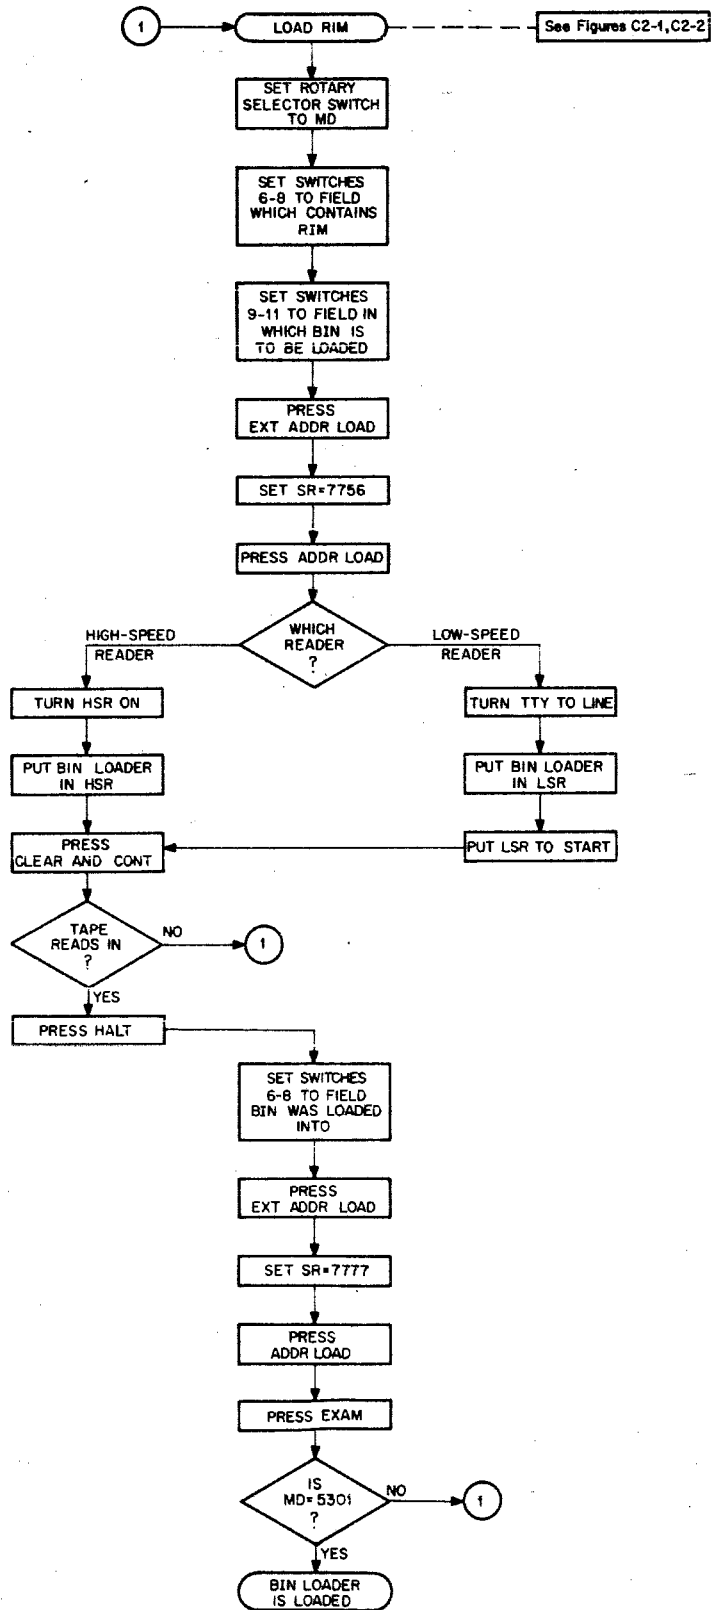 1
LOAD RIM
See Figures C2-1,C2-2
SET ROTARY
SELECTOR SWITCH
TO MD
SET SWITCHES
6-8 TO FIELD
WHICH CONTAINS
RIM
SET SWITCHES
9-11 TO FIELD IN
WHICH BIN IS
TO BE LOADED
PRESS
EXT ADDR LOAD
SET SR=7756
PRESS ADDR LOAD
WHICH
READER
?
HIGH-SPEED
READER
LOW-SPEED
READER
TURN HSR ON
TURN TTY TO LINE
PUT BIN LOADER
IN HSR
PUT BIN LOADER
IN LSR
PRESS
CLEAR AND CONT
PUT LSR TO START
TAPE
READS IN
?
NO
1
YES
PRESS HALT
SET SWITCHES
6-8 TO FIELD
BIN WAS LOADED
INTO
PRESS
EXT ADDR LOAD
SET SR=7777
PRESS
ADDR LOAD
PRESS EXAM
IS
MD=5301
?
NO
1
YES
BIN LOADER
IS LOADED